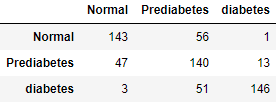 Normal Prediabetes diabetes
Normal 143 56 1
Prediabetes 47 140 13
diabetes 3 51 146